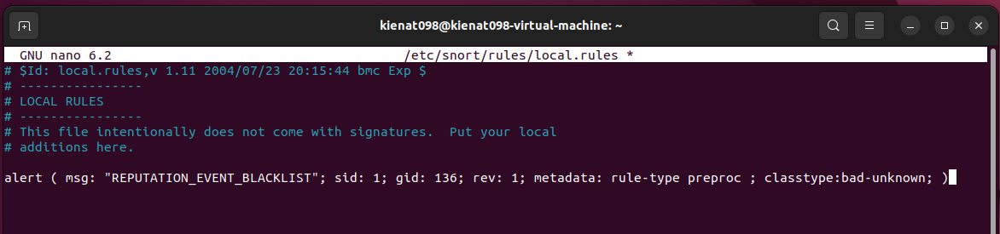 kienat098@kienat098-virtual-machine: ~
GNU nano 6.2 /etc/snort/rules/local.rules *
# $Id: local.rules,v 1.11 2004/07/23 20:15:44 bmc Exp $
# ----------------
# LOCAL RULES
# ----------------
# This file intentionally does not come with signatures.  Put your local
# additions here.
alert ( msg: "REPUTATION_EVENT_BLACKLIST"; sid: 1; gid: 136; rev: 1; metadata: rule-type preproc ; classtype:bad-unknown; )